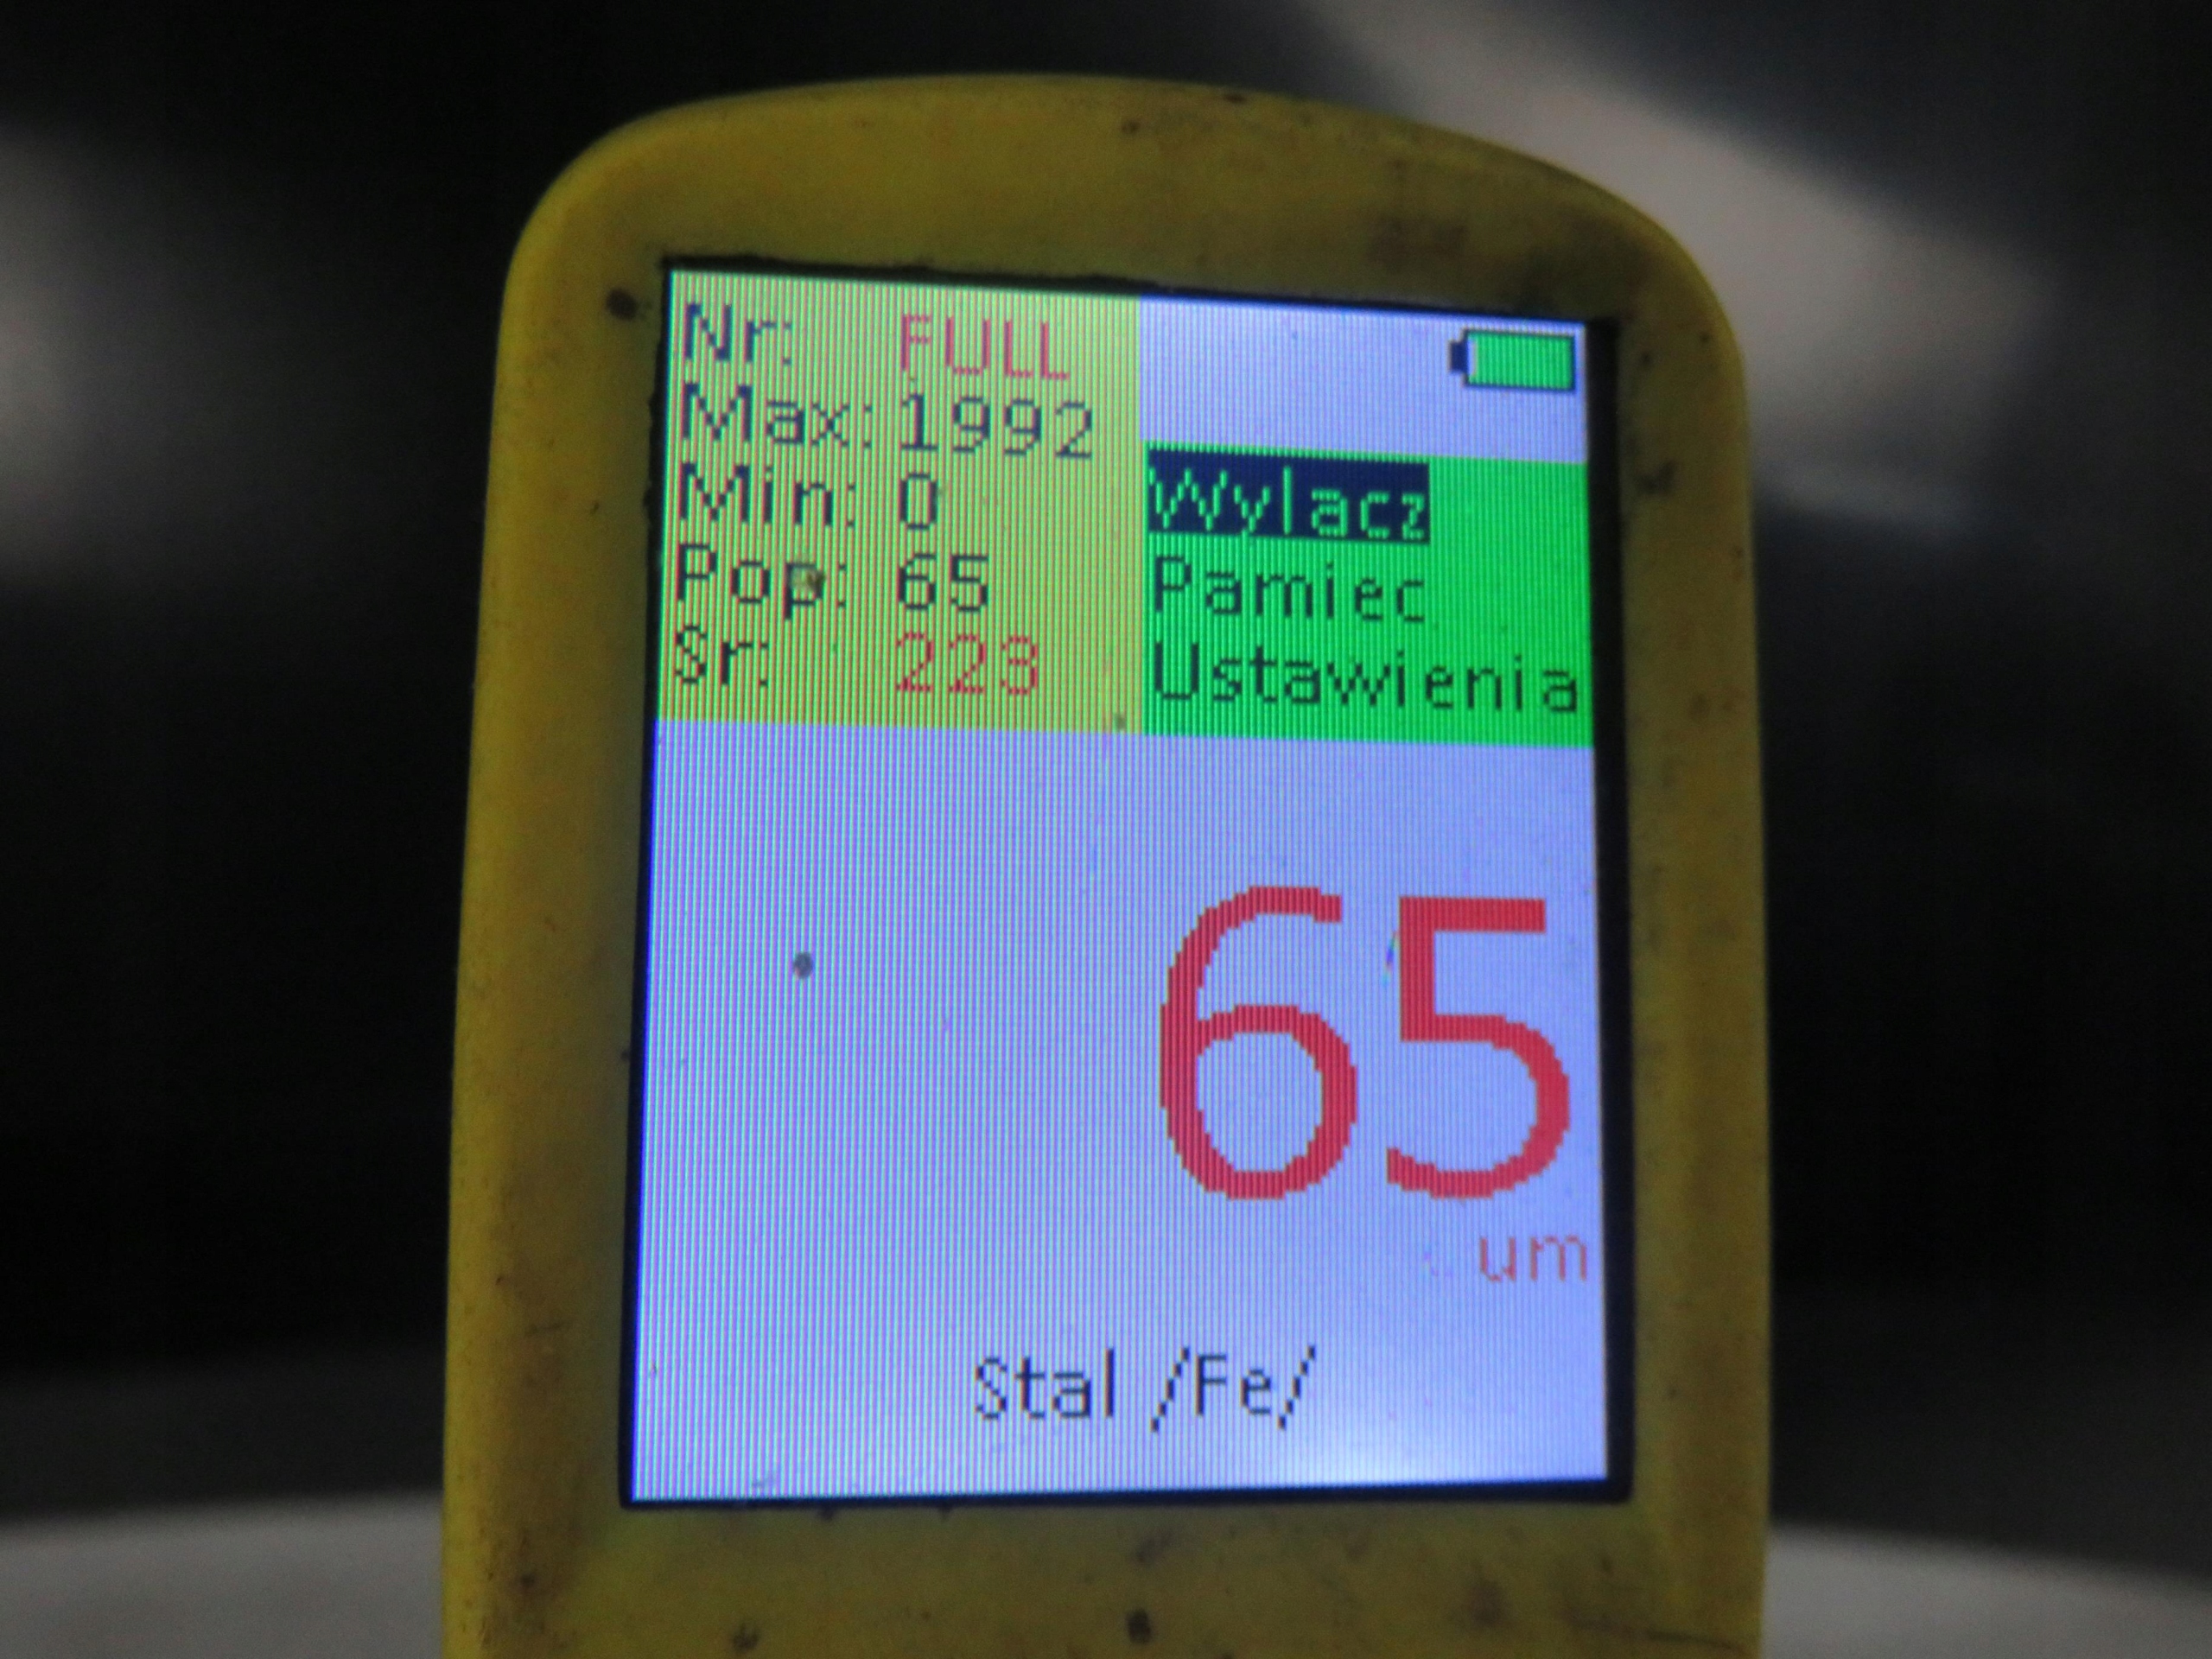 Nr: FULL
Max: 1992
Min: 0
Pop: 65
Sr: 223
Wylacz
Pamiec
Ustawienia
65
um
Stal /Fe/